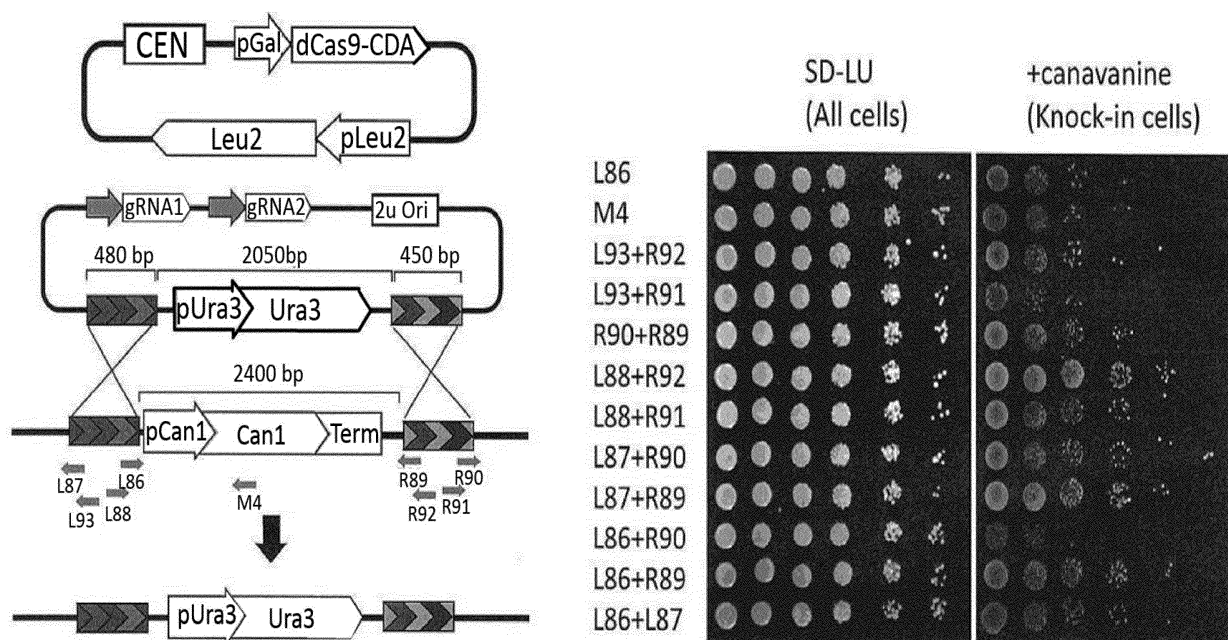 CEN
pGal
dCas9-CDA
Leu2
pLeu2
gRNA1
gRNA2
2u Ori
480 bp
2050bp
450 bp
pUra3
Ura3
2400 bp
pCan1
Can1
Term
L87
L86
L93
L88
M4
R89
R90
R92
R91
pUra3
Ura3
SD-LU
(All cells)
+canavanine
(Knock-in cells)
L86
M4
L93+R92
L93+R91
R90+R89
L88+R92
L88+R91
L87+R90
L87+R89
L86+R90
L86+R89
L86+L87